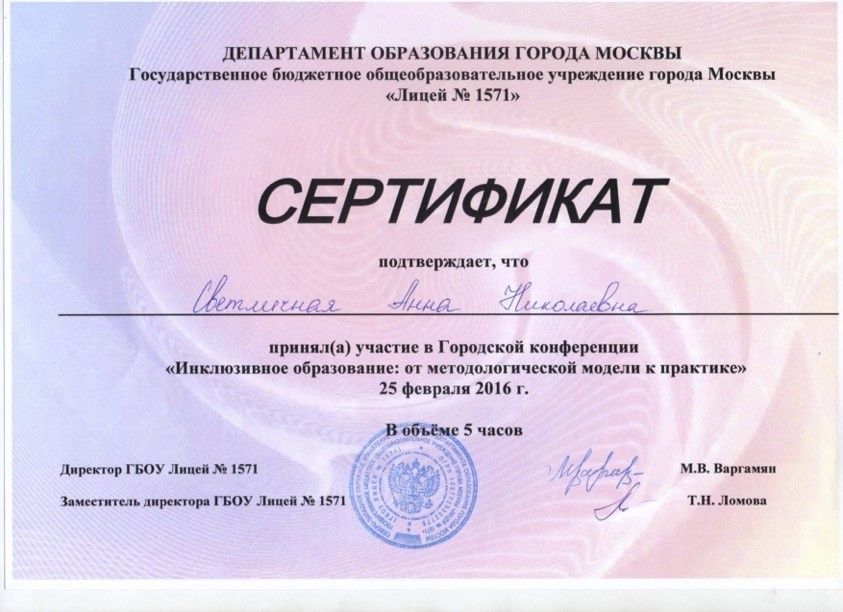 ДЕПАРТАМЕНТ ОБРАЗОВАНИЯ ГОРОДА МОСКВЫ
Государственное бюджетное общеобразовательное учреждение города Москвы
«Лицей № 1571»
СЕРТИФИКАТ
подтверждает, что
Светличная Анна Николаевна
принял(а) участие в Городской конференции
«Инклюзивное образование: от методологической модели к практике»
25 февраля 2016 г.
В объёме 5 часов
Директор ГБОУ Лицей № 1571 М.В. Варгамян
Заместитель директора ГБОУ Лицей № 1571 Т.Н. Ломова